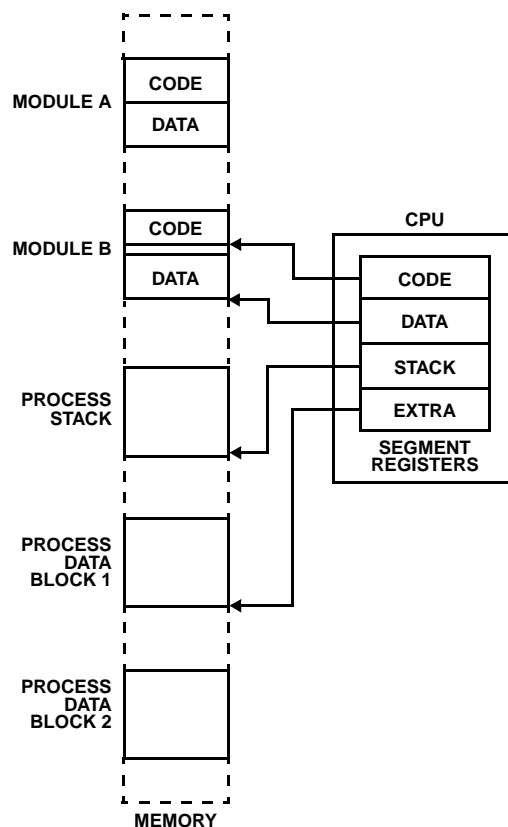 MODULE A
CODE
DATA
MODULE B
CODE
DATA
PROCESS
STACK
PROCESS
DATA
BLOCK 1
PROCESS
DATA
BLOCK 2
MEMORY
CPU
CODE
DATA
STACK
EXTRA
SEGMENT
REGISTERS